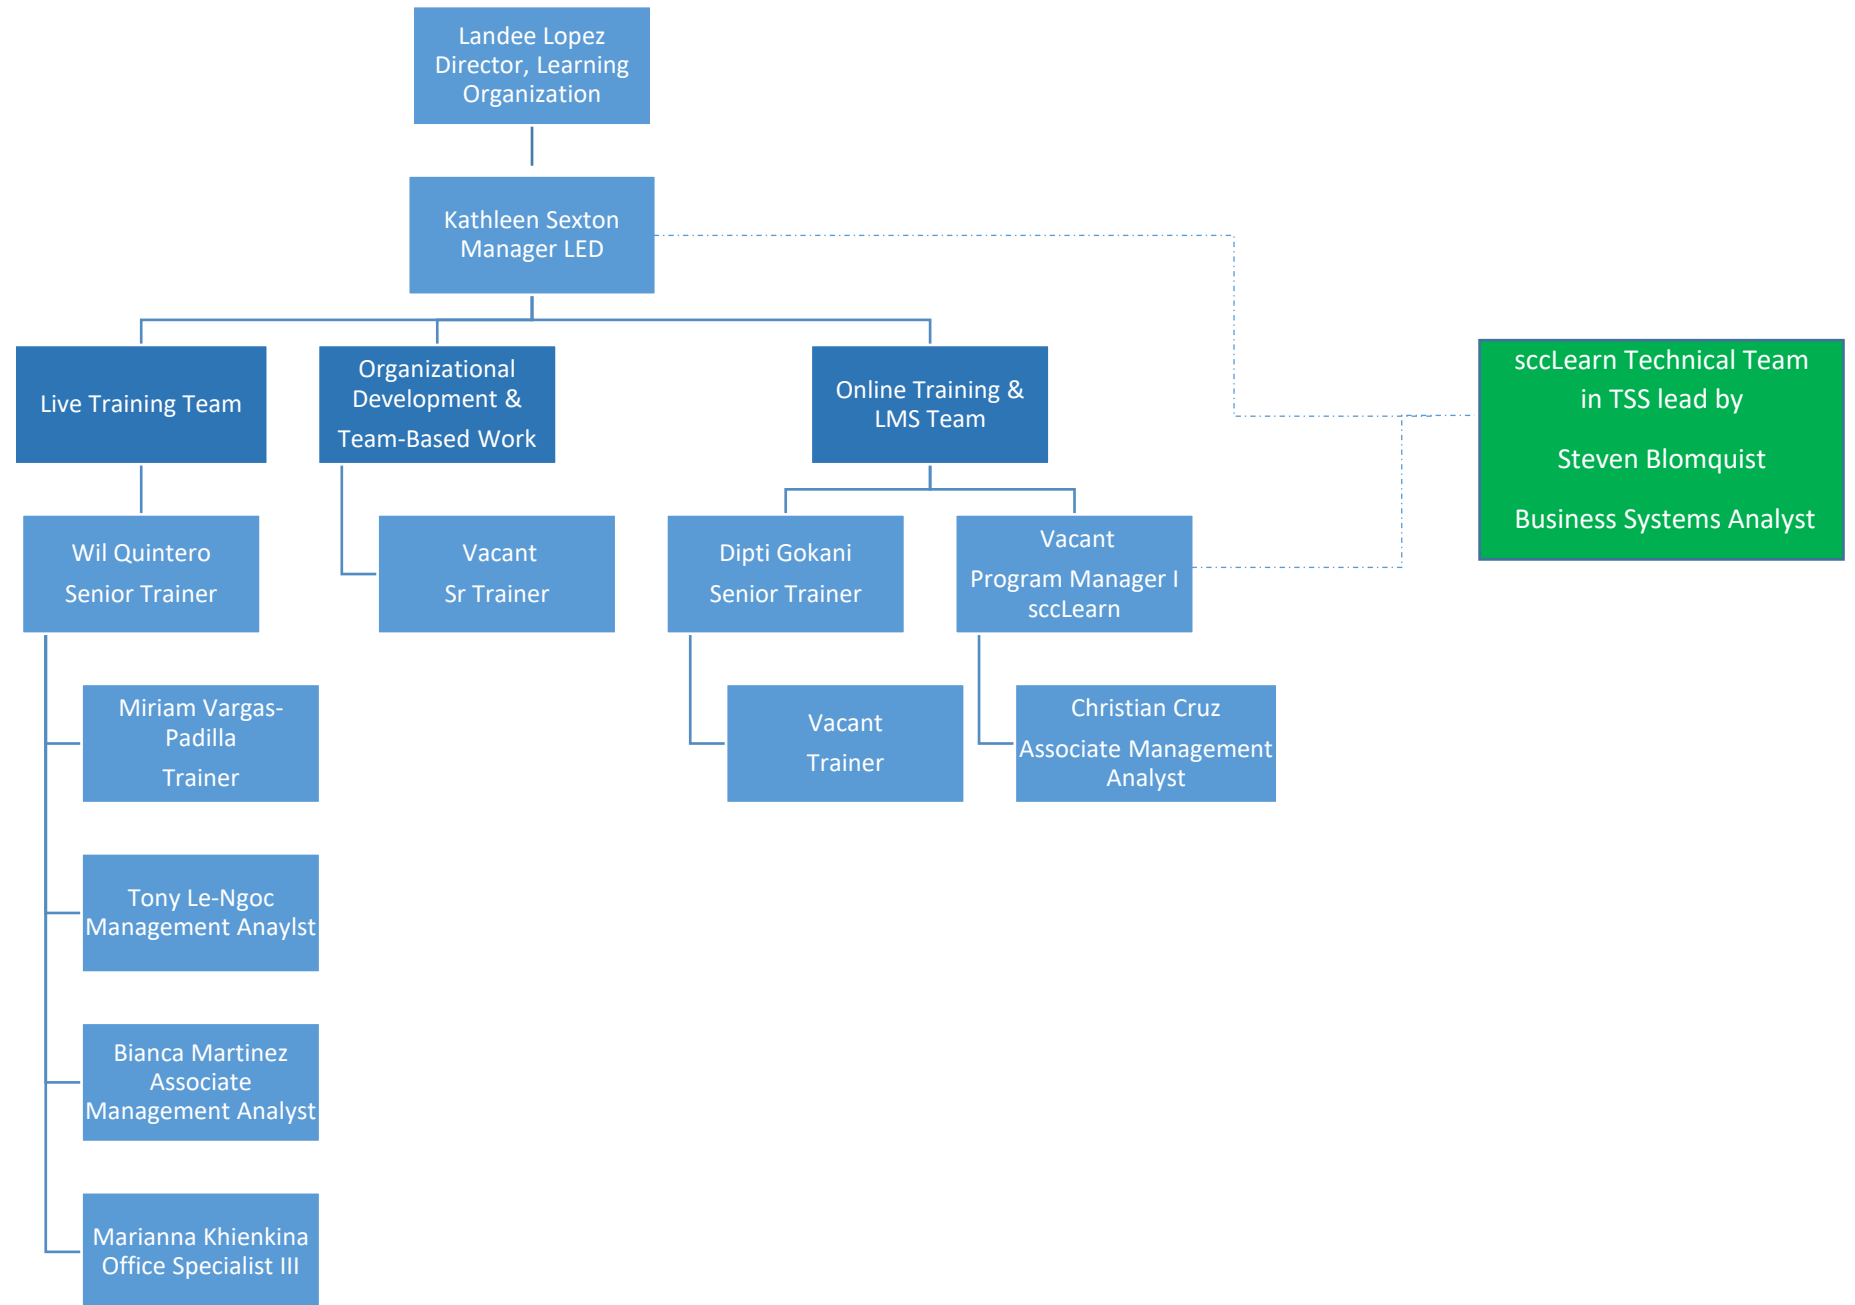 Landee Lopez
Director, Learning
Organization
Kathleen Sexton
Manager LED
Live Training Team
Organizational
Development &
Team-Based Work
Online Training &
LMS Team
sccLearn Technical Team
in TSS lead by
Steven Blomquist
Business Systems Analyst
Wil Quintero
Senior Trainer
Vacant
Sr Trainer
Dipti Gokani
Senior Trainer
Vacant
Program Manager I
sccLearn
Miriam Vargas-
Padilla
Trainer
Vacant
Trainer
Christian Cruz
Associate Management
Analyst
Tony Le-Ngoc
Management Anaylst
Bianca Martinez
Associate
Management Analyst
Marianna Khienkina
Office Specialist III